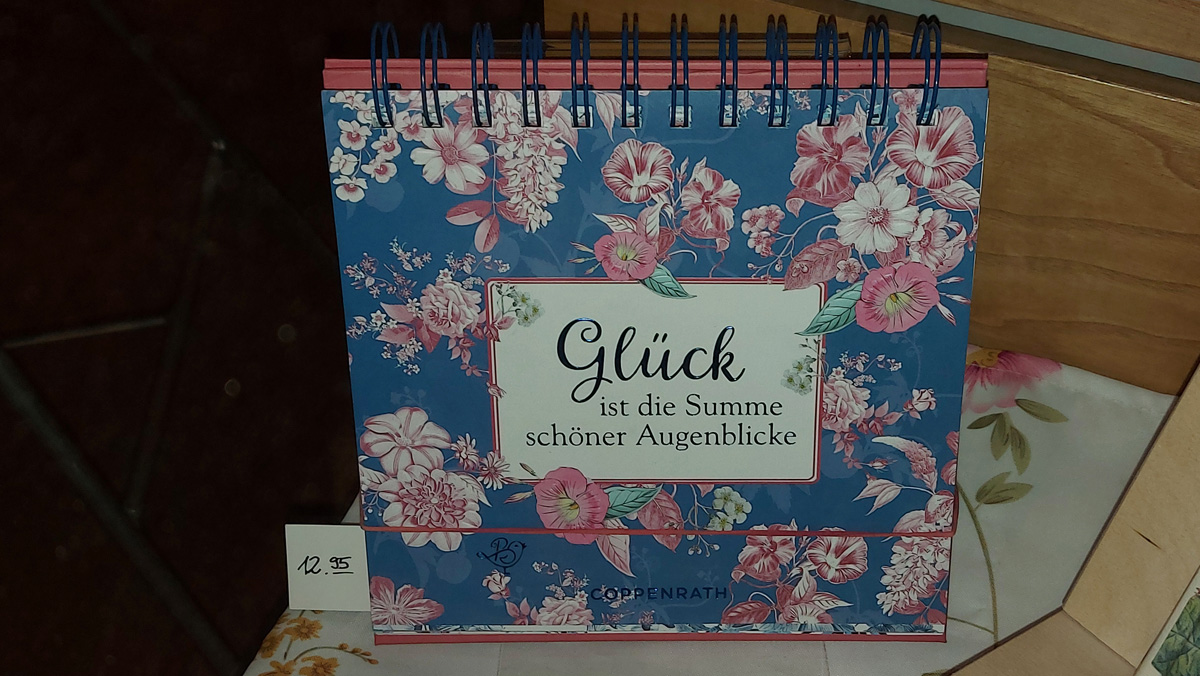 Glück
ist die Summe
schöner Augenblicke
12.95
COPPENRATH